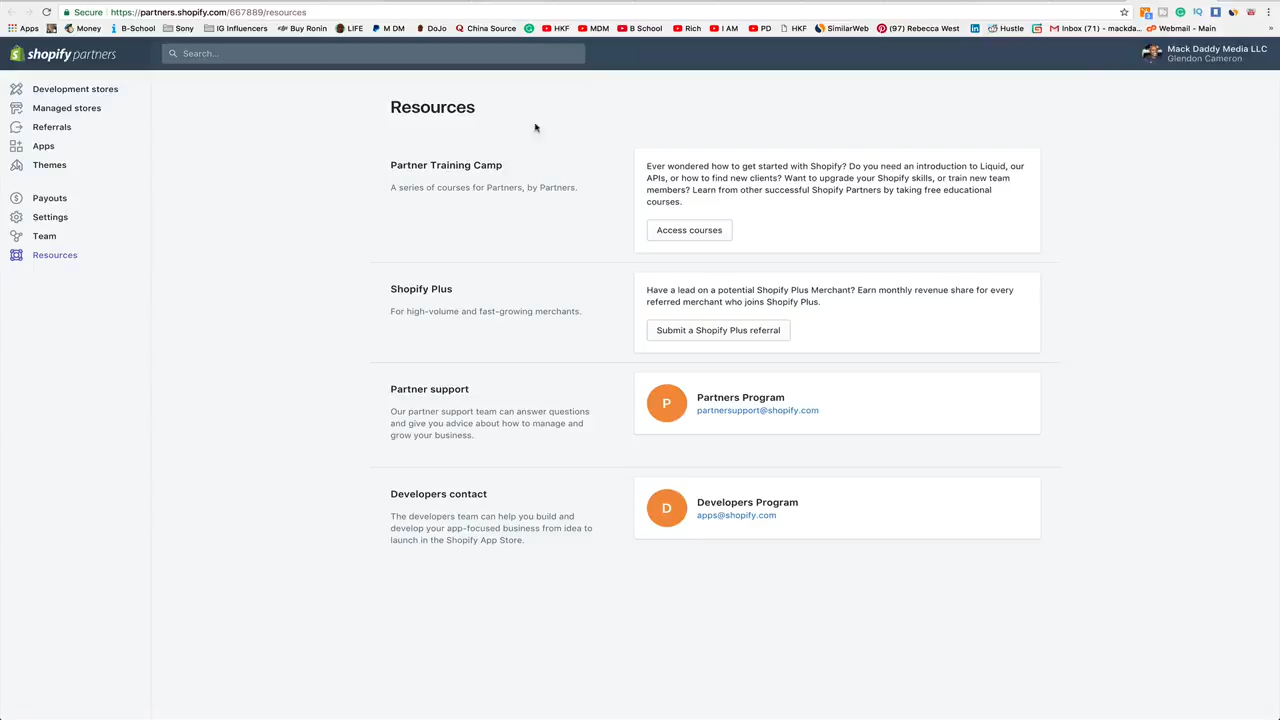 Secure https://partners.shopify.com/667889/resources
Apps Money B-School Sony IG Influencers Buy Ronin LIFE M DM DoJo China Source HKF MDM B School Rich I AM PD HKF SimilarWeb (97) Rebecca West Hustle Inbox (71) - mackda... Webmail - Main »
shopify partners
Search...
Mack Daddy Media LLC
Glendon Cameron
Development stores
Managed stores
Referrals
Apps
Themes
Payouts
Settings
Team
Resources
Resources
Partner Training Camp
A series of courses for Partners, by Partners.
Ever wondered how to get started with Shopify? Do you need an introduction to Liquid, our
APIs, or how to find new clients? Want to upgrade your Shopify skills, or train new team
members? Learn from other successful Shopify Partners by taking free educational
courses.
Access courses
Shopify Plus
For high-volume and fast-growing merchants.
Have a lead on a potential Shopify Plus Merchant? Earn monthly revenue share for every
referred merchant who joins Shopify Plus.
Submit a Shopify Plus referral
Partner support
Our partner support team can answer questions
and give you advice about how to manage and
grow your business.
P
Partners Program
partnersupport@shopify.com
Developers contact
The developers team can help you build and
develop your app-focused business from idea to
launch in the Shopify App Store.
D
Developers Program
apps@shopify.com